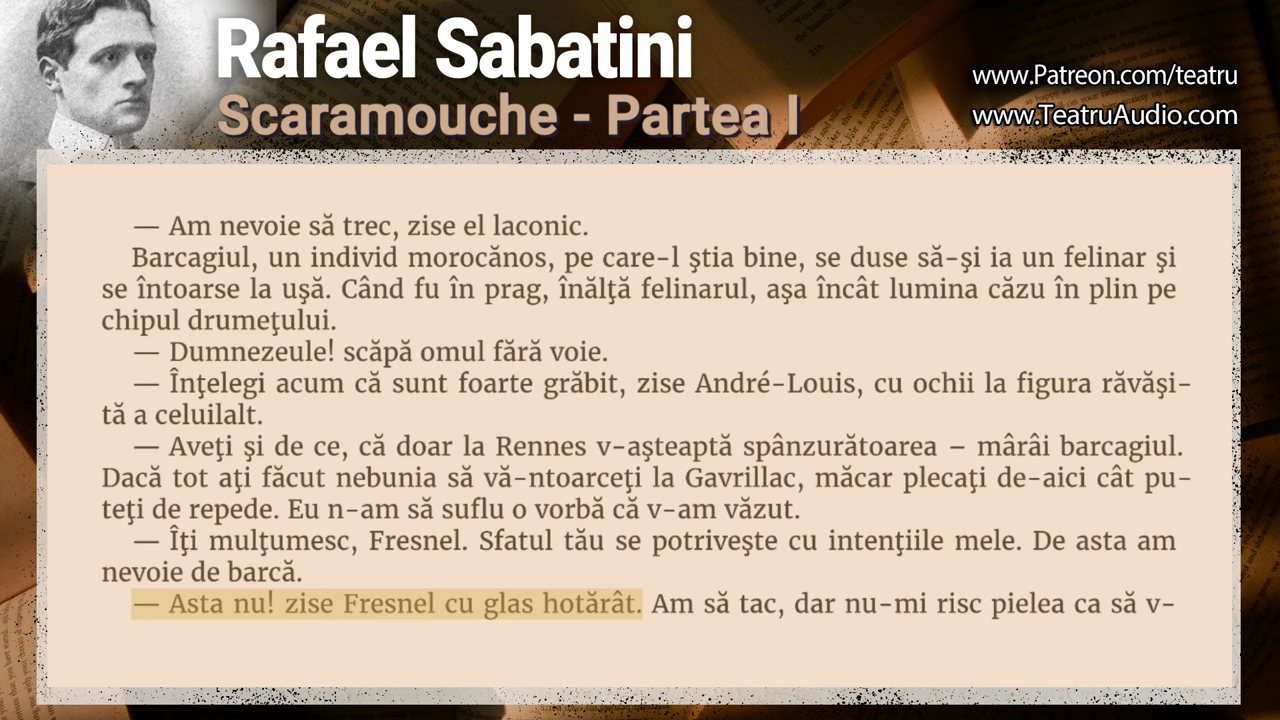 Rafael Sabatini
Scaramouche - Partea I
www.Patreon.com/teatru
www.TeatruAudio.com
— Am nevoie să trec, zise el laconic.
Barcagiul, un individ morocănos, pe care-l ştia bine, se duse să-şi ia un felinar şi
se întoarse la uşă. Când fu în prag, înălţă felinarul, aşa încât lumina căzu în plin pe
chipul drumeţului.
— Dumnezeule! scăpă omul fără voie.
— Înţelegi acum că sunt foarte grăbit, zise André-Louis, cu ochii la figura răvăşi-
tă a celuilalt.
— Aveţi şi de ce, că doar la Rennes v-aşteaptă spânzurătoarea – mârâi barcagiul.
Dacă tot aţi făcut nebunia să vă-ntoarceţi la Gavrillac, măcar plecaţi de-aici cât pu-
teţi de repede. Eu n-am să suflu o vorbă că v-am văzut.
— Îţi mulţumesc, Fresnel. Sfatul tău se potriveşte cu intenţiile mele. De asta am
nevoie de barcă.
— Asta nu! zise Fresnel cu glas hotărât. Am să tac, dar nu-mi risc pielea ca să v-